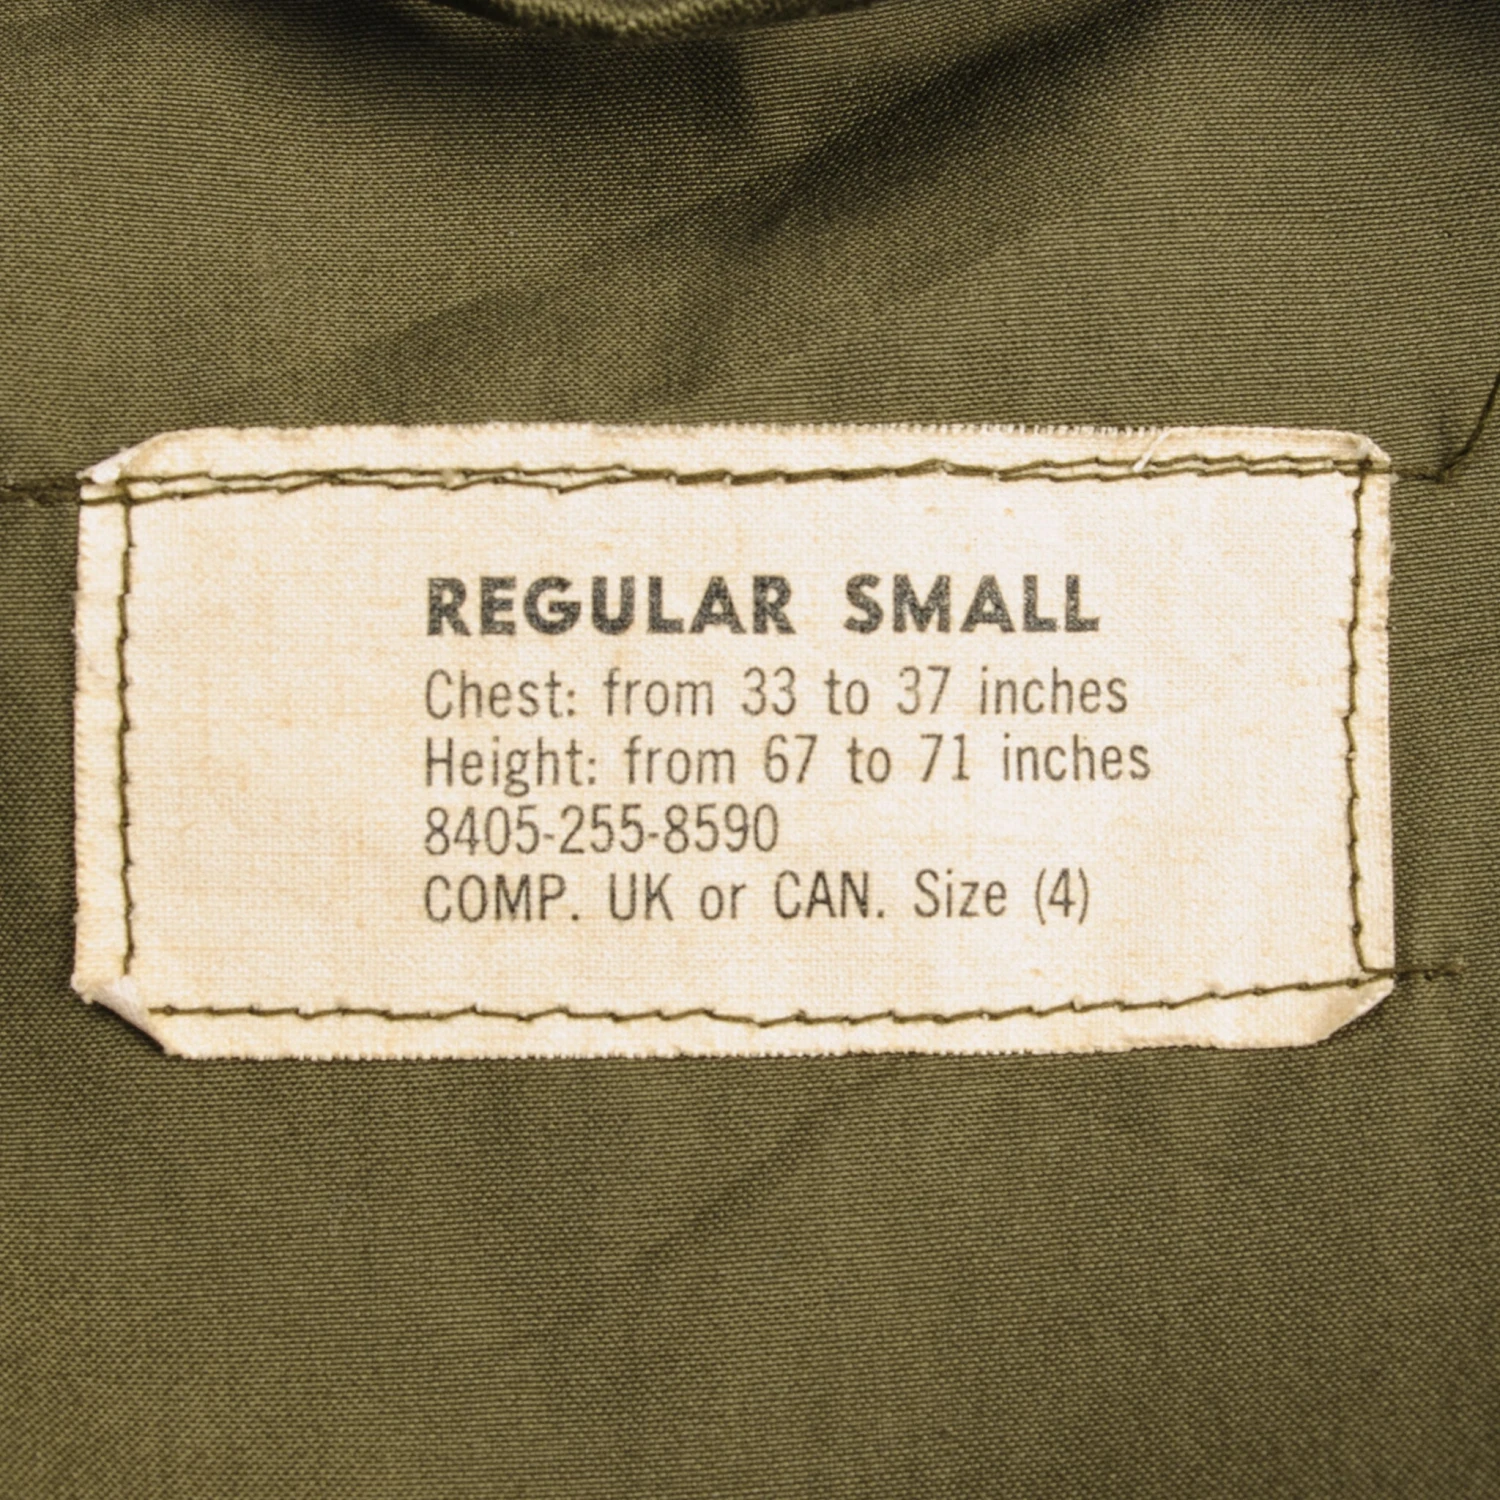 REGULAR SMALL
Chest: from 33 to 37 inches
Height: from 67 to 71 inches
8405-255-8590
COMP. UK or CAN. Size (4)